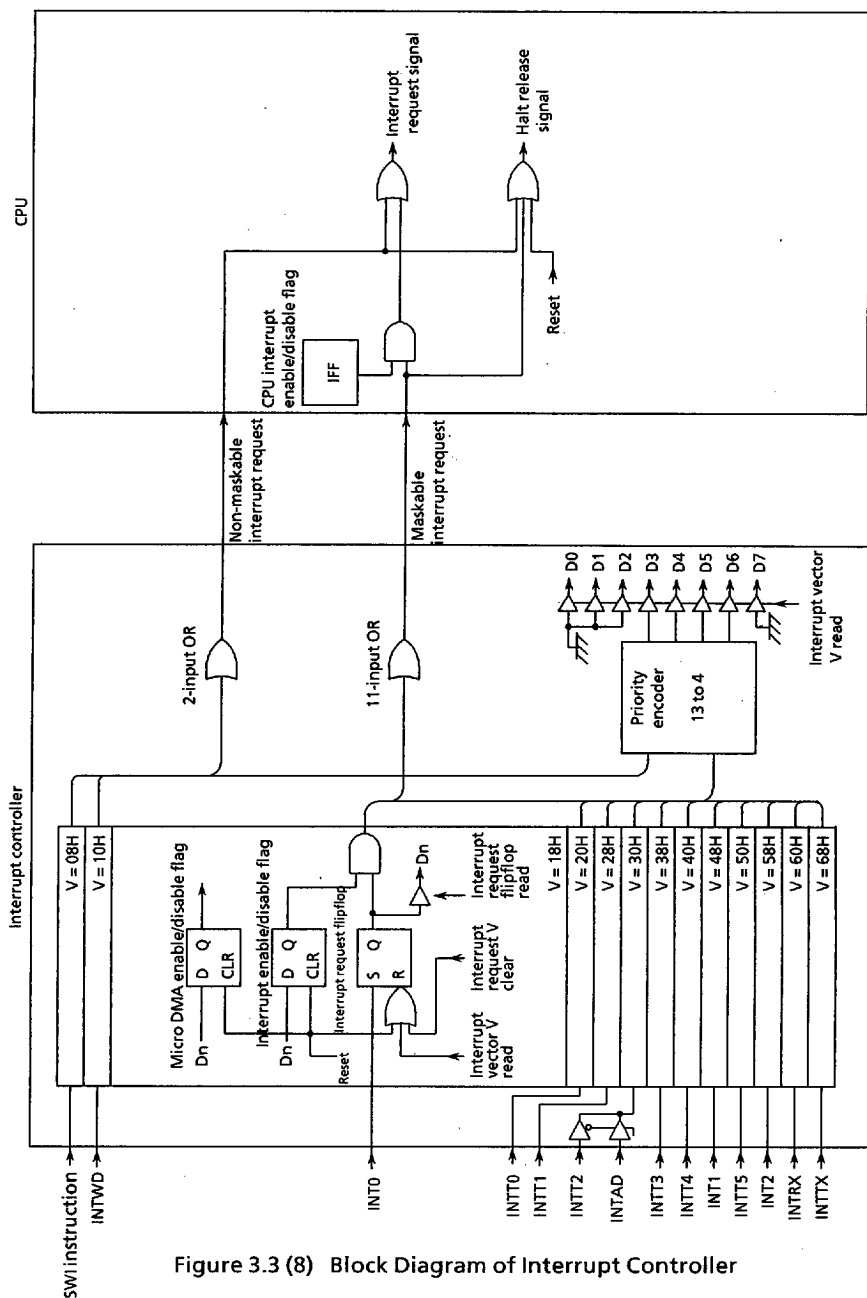 Interrupt controller
CPU
SWI instruction
INTWD
V = 08H
V = 10H
2-input OR
Non-maskable
interrupt request
Micro DMA enable/disable flag
Dn
D Q
CLR
Interrupt enable/disable flag
Dn
D Q
CLR
Reset
Interrupt request flipflop
INT0
S Q
R
Dn
Interrupt
vector V
read
Interrupt
request V
clear
Interrupt
request
flipflop
read
11-input OR
Maskable
interrupt request
CPU interrupt
enable/disable flag
IFF
Interrupt
request signal
Halt release
signal
Reset
V = 18H
INTT0
V = 20H
INTT1
V = 28H
INTT2
INTAD
V = 30H
INTT3
V = 38H
INTT4
V = 40H
INT1
V = 48H
INTT5
V = 50H
INT2
V = 58H
INTRX
V = 60H
INTTX
V = 68H
Priority
encoder
13 to 4
D0
D1
D2
D3
D4
D5
D6
D7
Interrupt vector
V read
Figure 3.3 (8) Block Diagram of Interrupt Controller